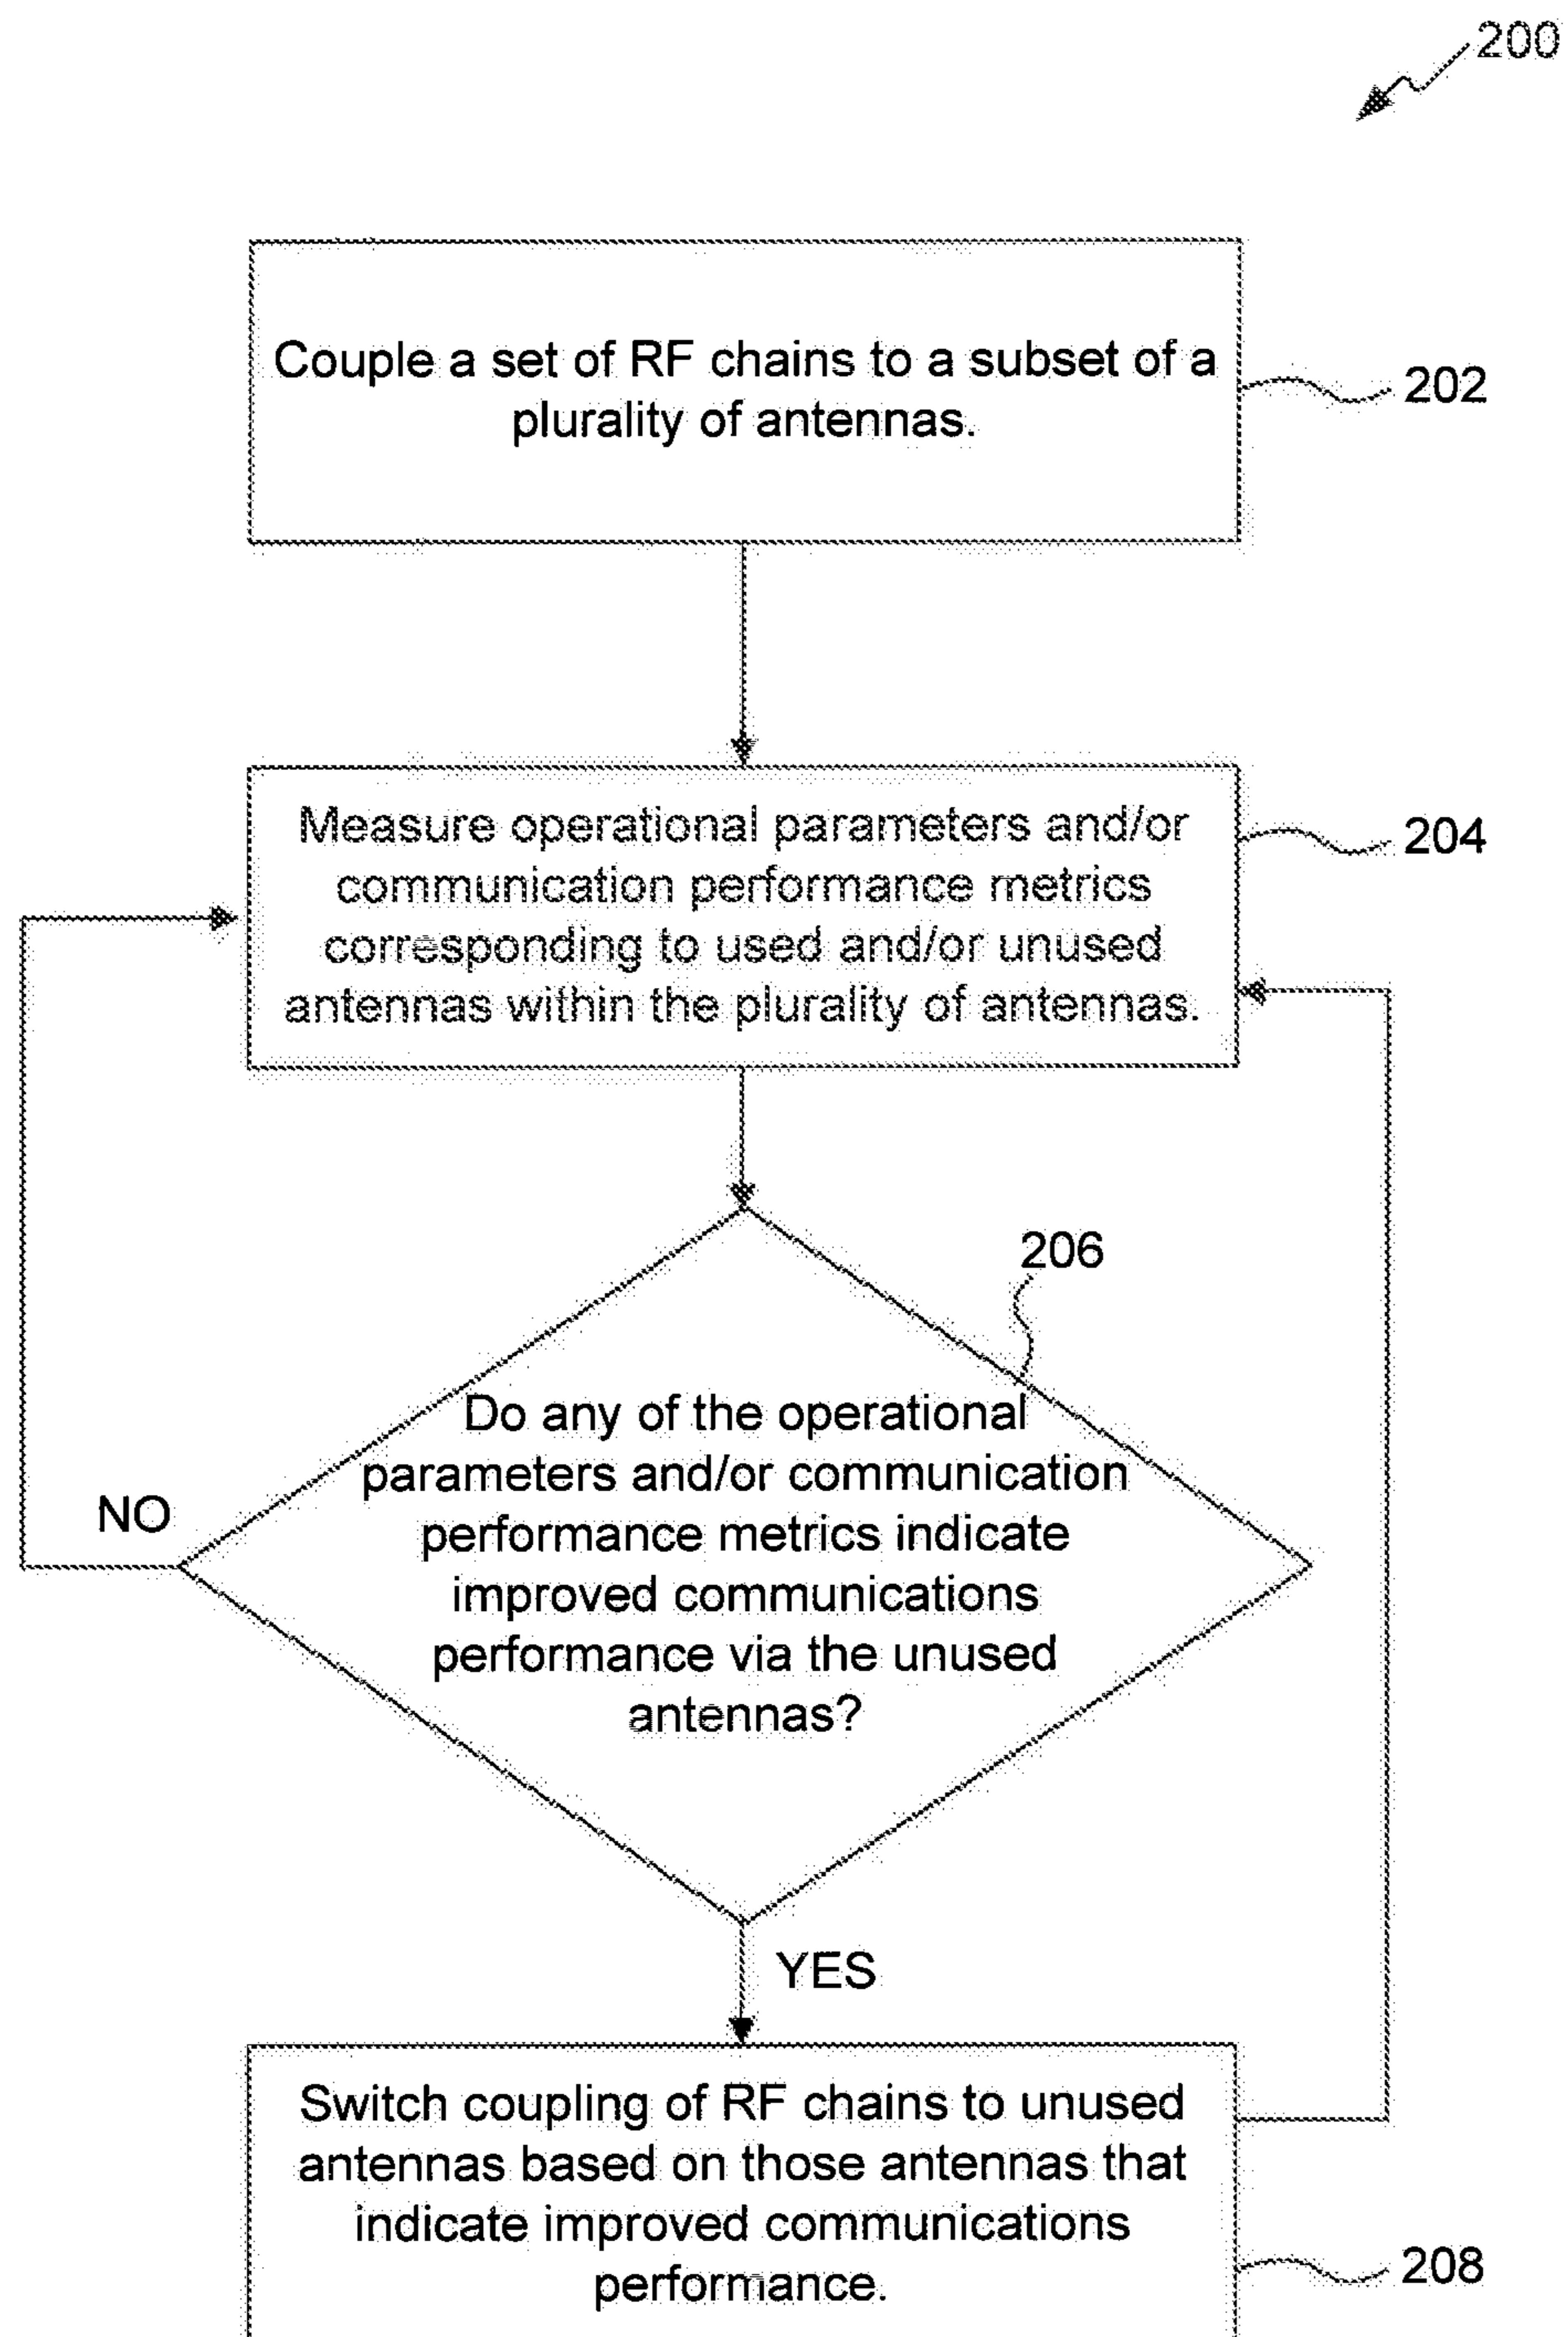 200
Couple a set of RF chains to a subset of a
plurality of antennas.
202
Measure operational parameters and/or
communication performance metrics
corresponding to used and/or unused
antennas within the plurality of antennas.
204
206
Do any of the operational
parameters and/or communication
performance metrics indicate
improved communications
performance via the unused
antennas?
NO
YES
Switch coupling of RF chains to unused
antennas based on those antennas that
indicate improved communications
performance.
208